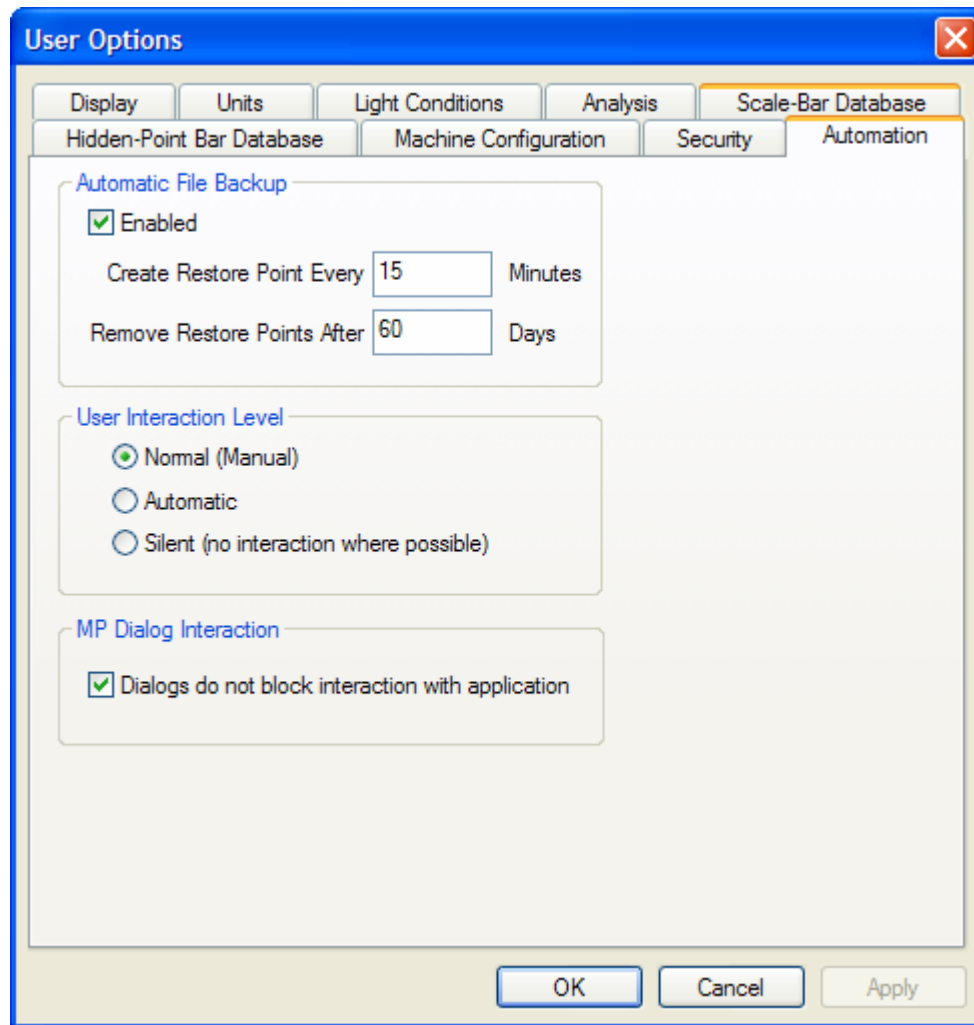 User Options
Display Units Light Conditions Analysis Scale-Bar Database
Hidden-Point Bar Database Machine Configuration Security Automation
Automatic File Backup
Enabled
Create Restore Point Every 15 Minutes
Remove Restore Points After 60 Days
User Interaction Level
Normal (Manual)
Automatic
Silent (no interaction where possible)
MP Dialog Interaction
Dialogs do not block interaction with application
OK Cancel Apply